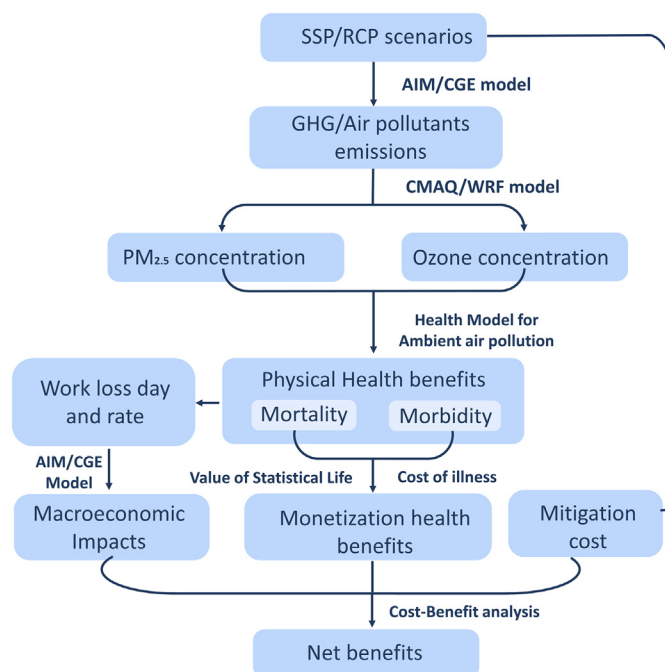 SSP/RCP scenarios
AIM/CGE model
GHG/Air pollutants
emissions
CMAQ/WRF model
PM₂.₅ concentration
Ozone concentration
Health Model for
Ambient air pollution
Physical Health benefits
Mortality
Morbidity
Work loss day
and rate
AIM/CGE
Model
Value of Statistical Life
Cost of illness
Macroeconomic
Impacts
Monetization health
benefits
Mitigation
cost
Cost-Benefit analysis
Net benefits